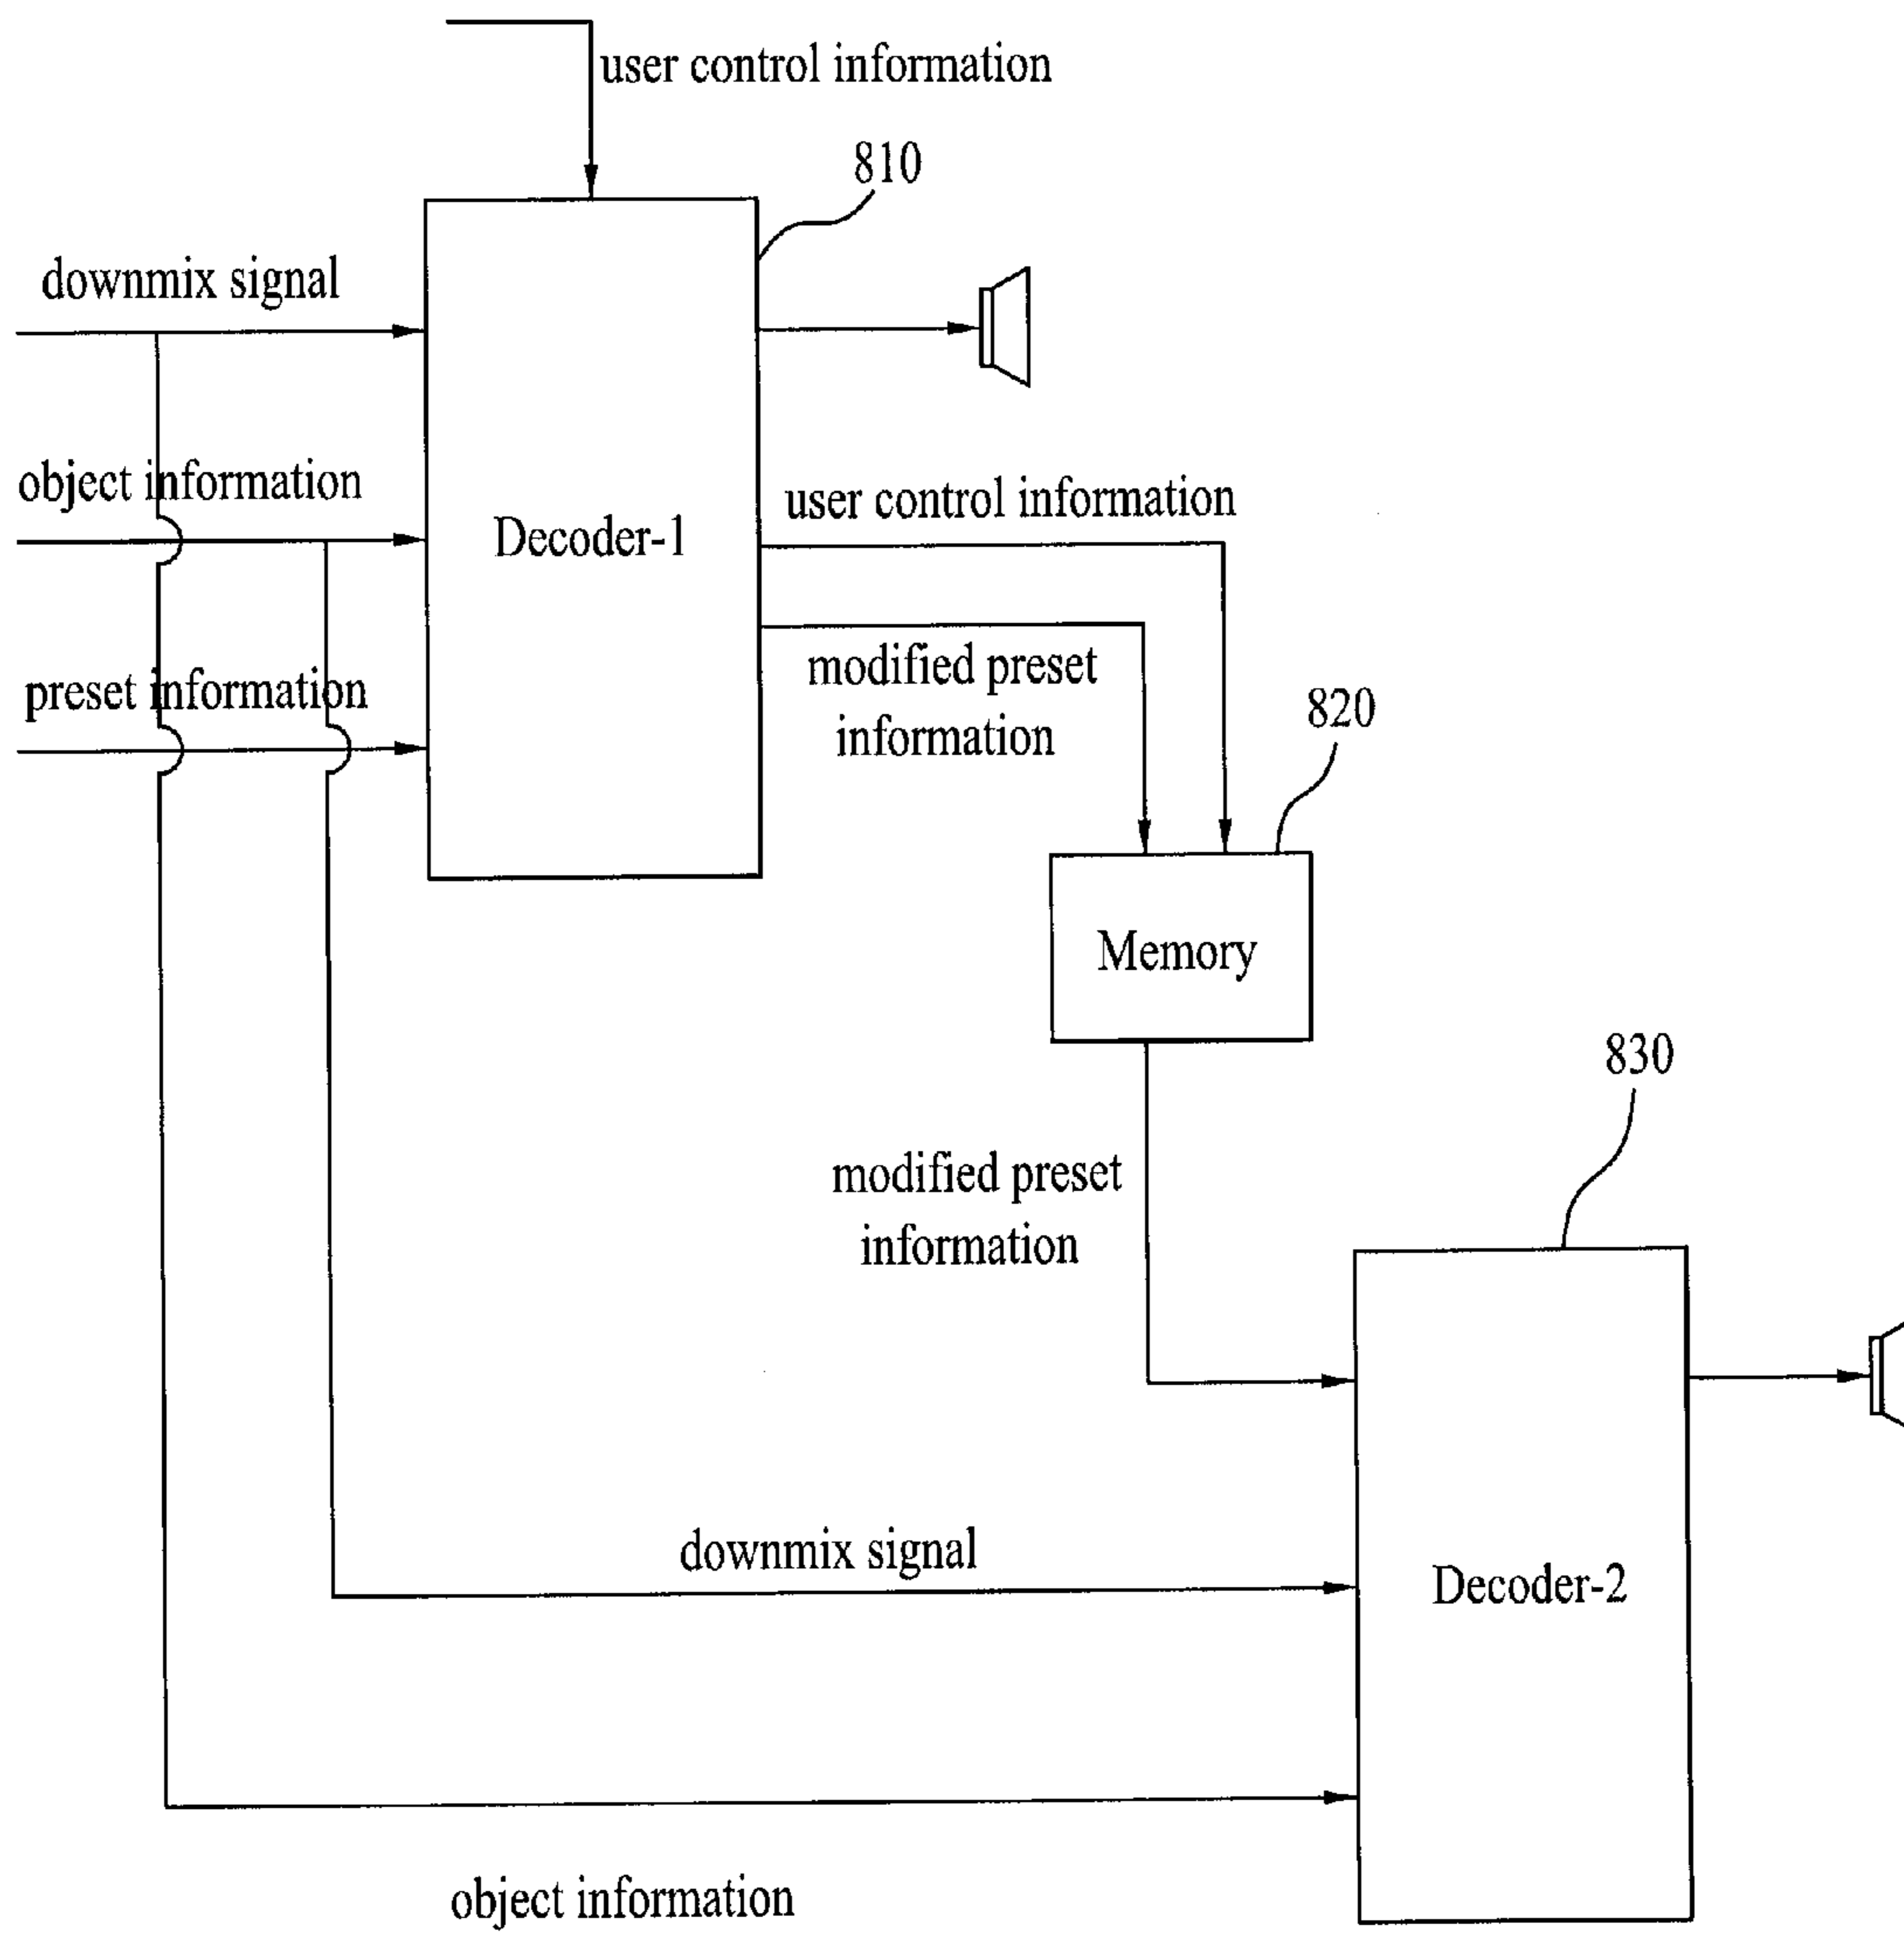 user control information
810
downmix signal
object information
Decoder-1
user control information
preset information
modified preset
information
820
Memory
830
modified preset
information
downmix signal
Decoder-2
object information